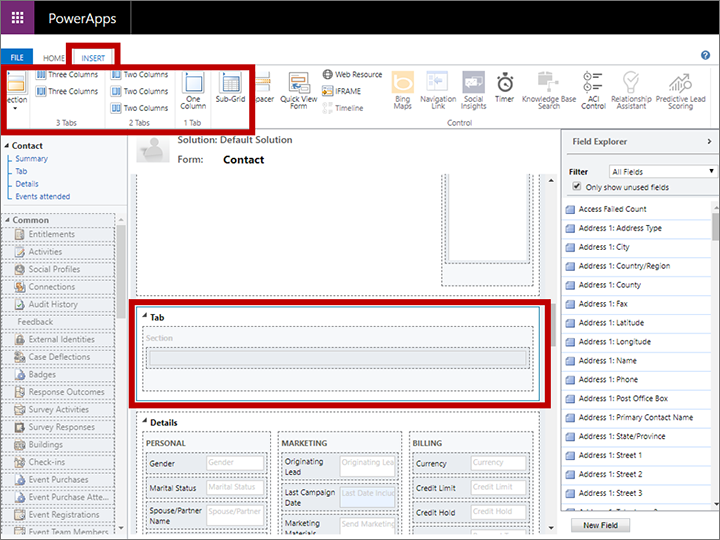 PowerApps
FILE HOME INSERT
Three Columns
Three Columns
3 Tabs
Two Columns
Two Columns
Two Columns
2 Tabs
One
Column
1 Tab
Sub-Grid
Quick View
Form
Web Resource
IFRAME
Timeline
Bing
Maps
Navigation
Link
Social
Insights
Timer
Knowledge Base
Search
ACI
Control
Relationship
Assistant
Predictive Lead
Scoring
Control
Contact
Summary
Tab
Details
Events attended
Common
Entitlements
Activities
Social Profiles
Connections
Audit History
Feedback
External Identities
Case Deflections
Badges
Response Outcomes
Survey Activities
Survey Responses
Buildings
Check-ins
Event Purchases
Event Purchase Atte...
Event Registrations
Event Team Members
Solution: Default Solution
Form: Contact
Tab
Section
Details
PERSONAL
Gender Gender
Marital Status Marital Status
Spouse/Partner
Name
Spouse/Partner
MARKETING
Originating
Lead
Originating Lea
Last Campaign
Date
Last Date Inclu
Marketing
Materials
Send Marketing
BILLING
Currency Currency
Credit Limit Credit Limit
Credit Hold Credit Hold
Field Explorer
Filter All Fields
Only show unused fields
Access Failed Count
Address 1: Address Type
Address 1: City
Address 1: Country/Region
Address 1: County
Address 1: Fax
Address 1: Latitude
Address 1: Longitude
Address 1: Name
Address 1: Phone
Address 1: Post Office Box
Address 1: Primary Contact Name
Address 1: State/Province
Address 1: Street 1
Address 1: Street 2
Address 1: Street 3
New Field